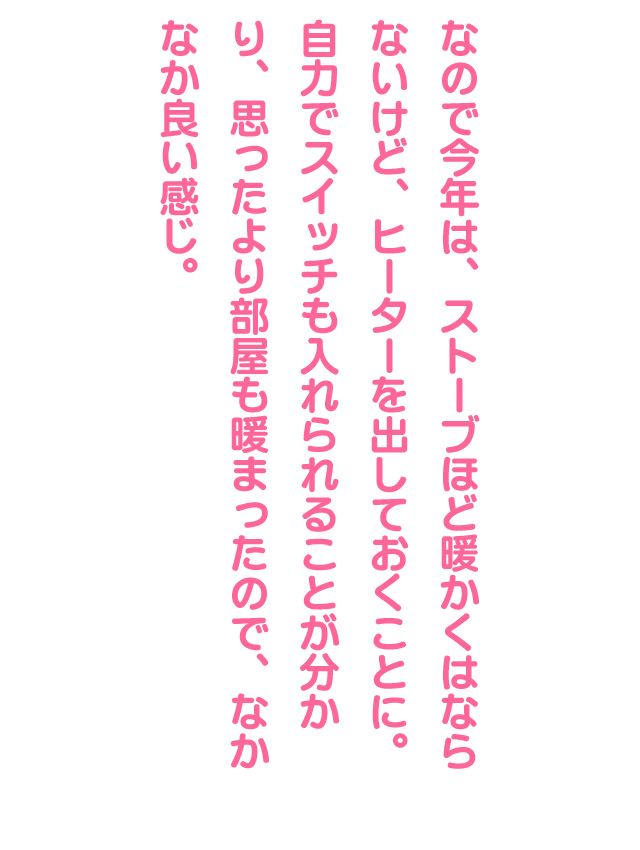 なので今年は、ストーブほど暖かくはなら
ないけど、ヒーターを出しておくことに。
自力でスイッチも入れられることが分か
り、思ったより部屋も暖まったので、なか
なか良い感じ。